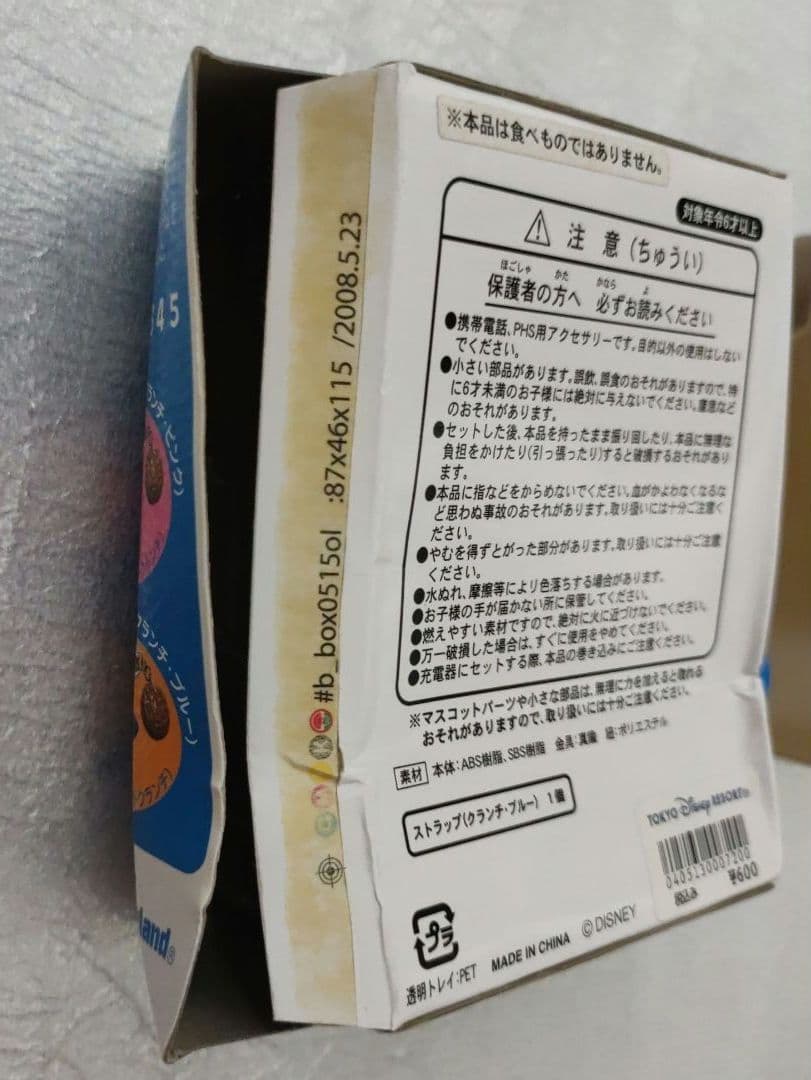 ※本品は食べものではありません。
対象年令6才以上
注 意 (ちゅうい)
ほごしゃ かた かなら よ
保護者の方へ 必ずお読みください
●携帯電話、PHS用アクセサリーです。目的以外の使用はしない
でください。
●小さい部品があります。誤飲、誤食のおそれがありますので、特
に6才未満のお子様には絶対に与えないでください。窒息など
のおそれがあります。
●セットした後、本品を持ったまま振り回したり、本品に無理な
負担をかけたり(引っ張ったり)すると破損するおそれがあり
ます。
●本品に指などをからめないでください。血がかよわなくなるな
ど思わぬ事故のおそれがあります。取り扱いには十分ご注意く
ださい。
●やむを得ずとがった部分があります。取り扱いには十分ご注意
ください。
●水ぬれ、摩擦等により色落ちする場合があります。
●お子様の手が届かない所に保管してください。
●燃えやすい素材ですので、絶対に火に近づけないでください。
●万一破損した場合は、すぐに使用をやめてください。
●充電器にセットする際、本品の巻き込みにご注意ください。
※マスコットパーツや小さな部品は、無理に力を加えると取れる
おそれがありますので、取り扱いには十分ご注意ください。
素材 本体:ABS樹脂、SBS樹脂 金具:真鍮 紐:ポリエステル
ストラップ(クランチ・ブルー) 1個
TOKYO Disney RESORT®
0405130007200
税込み ¥600
プラ
透明トレイ:PET MADE IN CHINA ©DISNEY
#b_box0515ol :87x46x115 /2008.5.23
45
ランチ・ピンク)
クランチ・ブルー)
クランチ)
land®